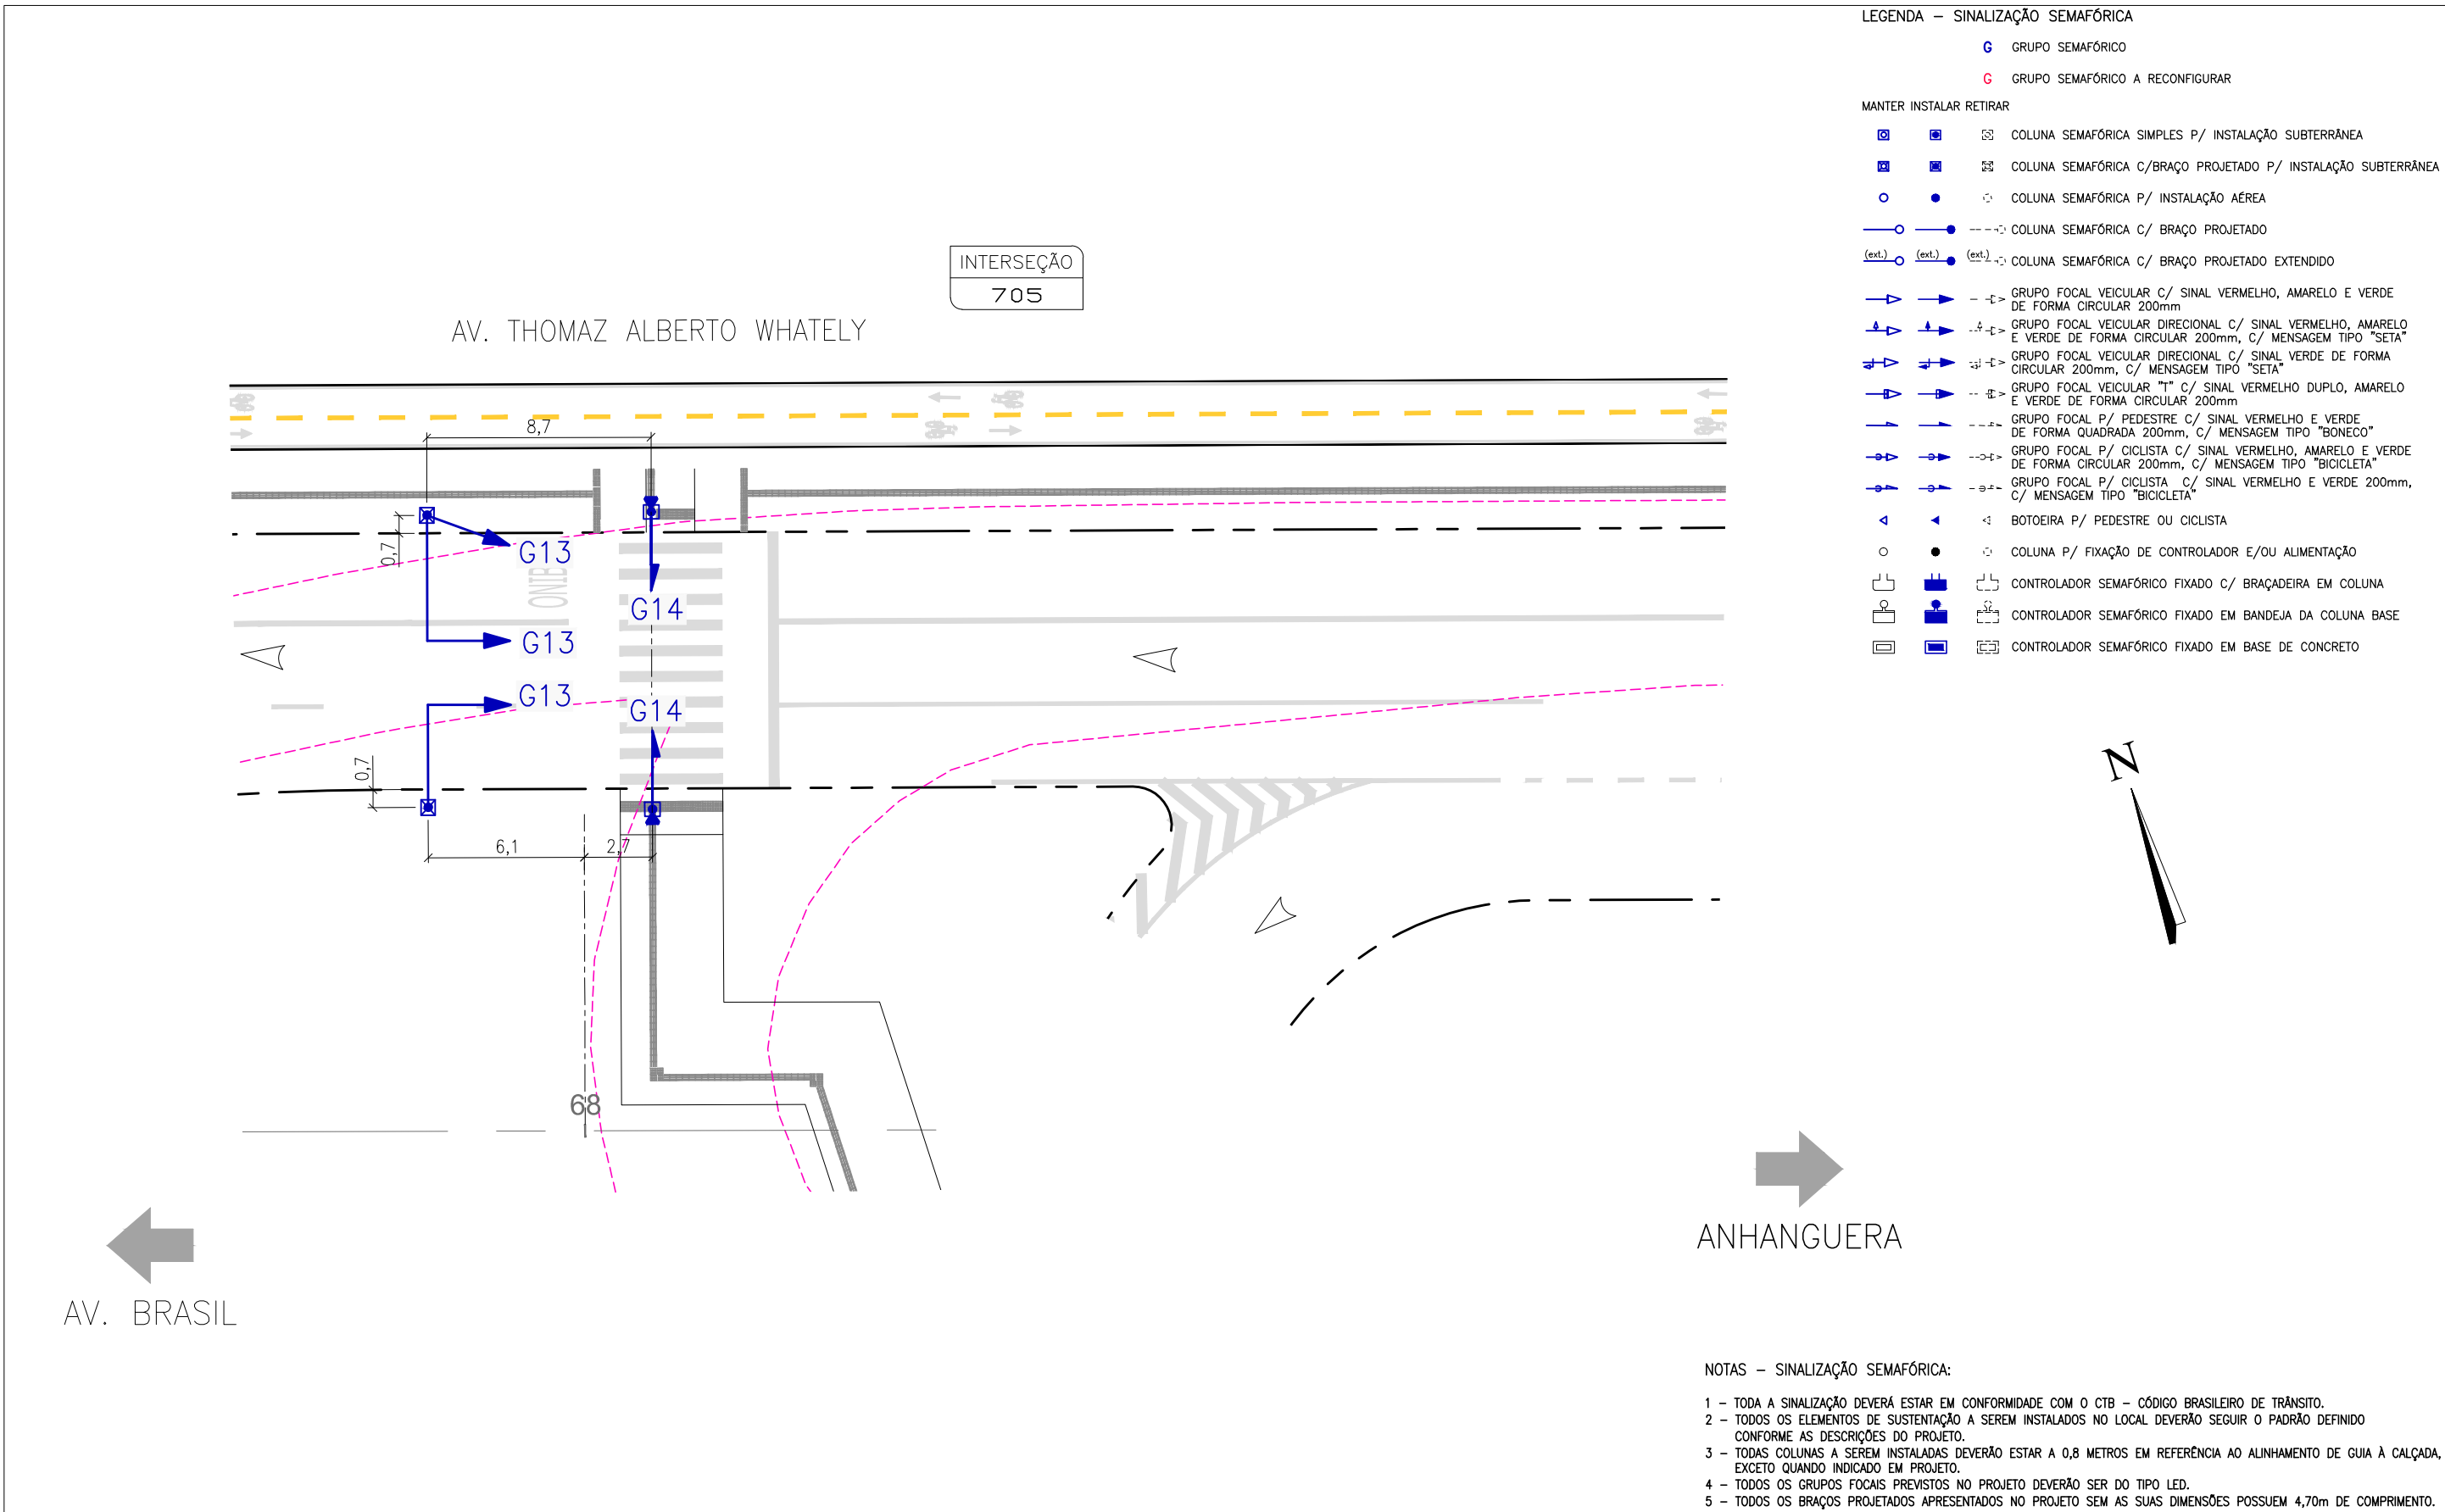 LEGENDA – SINALIZAÇÃO SEMAFÓRICA
G GRUPO SEMAFÓRICO
G GRUPO SEMAFÓRICO A RECONFIGURAR
MANTER INSTALAR RETIRAR
COLUNA SEMAFÓRICA SIMPLES P/ INSTALAÇÃO SUBTERRÂNEA
COLUNA SEMAFÓRICA C/BRAÇO PROJETADO P/ INSTALAÇÃO SUBTERRÂNEA
COLUNA SEMAFÓRICA P/ INSTALAÇÃO AÉREA
COLUNA SEMAFÓRICA C/ BRAÇO PROJETADO
(ext.) (ext.) (ext.) COLUNA SEMAFÓRICA C/ BRAÇO PROJETADO EXTENDIDO
GRUPO FOCAL VEICULAR C/ SINAL VERMELHO, AMARELO E VERDE
DE FORMA CIRCULAR 200mm
GRUPO FOCAL VEICULAR DIRECIONAL C/ SINAL VERMELHO, AMARELO
E VERDE DE FORMA CIRCULAR 200mm, C/ MENSAGEM TIPO "SETA"
GRUPO FOCAL VEICULAR DIRECIONAL C/ SINAL VERDE DE FORMA
CIRCULAR 200mm, C/ MENSAGEM TIPO "SETA"
GRUPO FOCAL VEICULAR "T" C/ SINAL VERMELHO DUPLO, AMARELO
E VERDE DE FORMA CIRCULAR 200mm
GRUPO FOCAL P/ PEDESTRE C/ SINAL VERMELHO E VERDE
DE FORMA QUADRADA 200mm, C/ MENSAGEM TIPO "BONECO"
GRUPO FOCAL P/ CICLISTA C/ SINAL VERMELHO, AMARELO E VERDE
DE FORMA CIRCULAR 200mm, C/ MENSAGEM TIPO "BICICLETA"
GRUPO FOCAL P/ CICLISTA C/ SINAL VERMELHO E VERDE 200mm,
C/ MENSAGEM TIPO "BICICLETA"
BOTOEIRA P/ PEDESTRE OU CICLISTA
COLUNA P/ FIXAÇÃO DE CONTROLADOR E/OU ALIMENTAÇÃO
CONTROLADOR SEMAFÓRICO FIXADO C/ BRAÇADEIRA EM COLUNA
CONTROLADOR SEMAFÓRICO FIXADO EM BANDEJA DA COLUNA BASE
CONTROLADOR SEMAFÓRICO FIXADO EM BASE DE CONCRETO
INTERSEÇÃO
705
AV. THOMAZ ALBERTO WHATELY
8,7
0,7
G13
ONIB
G14
G13
G13
G14
0,7
6,1
2,7
N
68
ANHANGUERA
AV. BRASIL
NOTAS – SINALIZAÇÃO SEMAFÓRICA:
1 – TODA A SINALIZAÇÃO DEVERÁ ESTAR EM CONFORMIDADE COM O CTB – CÓDIGO BRASILEIRO DE TRÂNSITO.
2 – TODOS OS ELEMENTOS DE SUSTENTAÇÃO A SEREM INSTALADOS NO LOCAL DEVERÃO SEGUIR O PADRÃO DEFINIDO
CONFORME AS DESCRIÇÕES DO PROJETO.
3 – TODAS COLUNAS A SEREM INSTALADAS DEVERÃO ESTAR A 0,8 METROS EM REFERÊNCIA AO ALINHAMENTO DE GUIA À CALÇADA,
EXCETO QUANDO INDICADO EM PROJETO.
4 – TODOS OS GRUPOS FOCAIS PREVISTOS NO PROJETO DEVERÃO SER DO TIPO LED.
5 – TODOS OS BRAÇOS PROJETADOS APRESENTADOS NO PROJETO SEM AS SUAS DIMENSÕES POSSUEM 4,70m DE COMPRIMENTO.